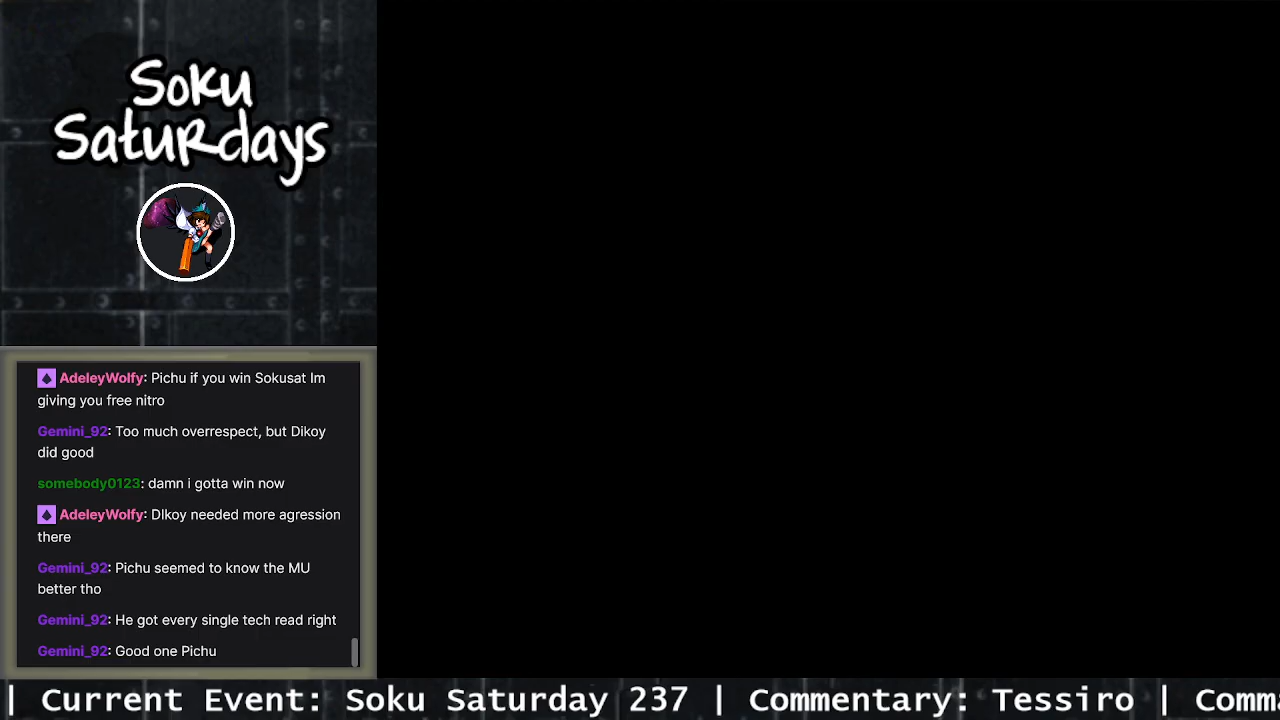 Soku
Saturdays
AdeleyWolfy: Pichu if you win Sokusat Im
giving you free nitro
Gemini_92: Too much overrespect, but Dikoy
did good
somebody0123: damn i gotta win now
AdeleyWolfy: DIkoy needed more agression
there
Gemini_92: Pichu seemed to know the MU
better tho
Gemini_92: He got every single tech read right
Gemini_92: Good one Pichu
| Current Event: Soku Saturday 237 | Commentary: Tessiro | Comm